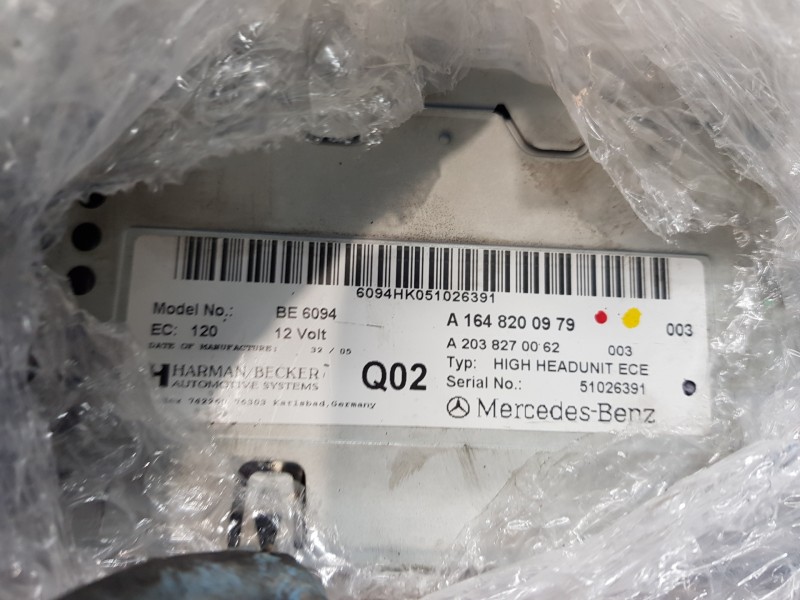 6094HK051026391
Model No.: BE 6094
EC: 120 12 Volt
DATE OF MANUFACTURE: 32 / 05
HARMAN/BECKER
AUTOMOTIVE SYSTEMS
76303 Karlsbad, Germany
Q02
A 164 820 09 79 003
A 203 827 00 62 003
Typ: HIGH HEADUNIT ECE
Serial No.: 51026391
Mercedes-Benz